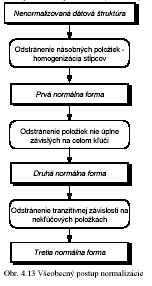 Nenormalizovaná dátová štruktúra
Odstránenie násobných položiek -
homogenizácia stĺpcov
Prvá normálna forma
Odstránenie položiek nie úplne
závislých na celom kľúči
Druhá normálna forma
Odstránenie tranzitívnej závislosti na
nekľúčových položkách
Tretia normálna forma
Obr. 4.13 Všeobecný postup normalizácie